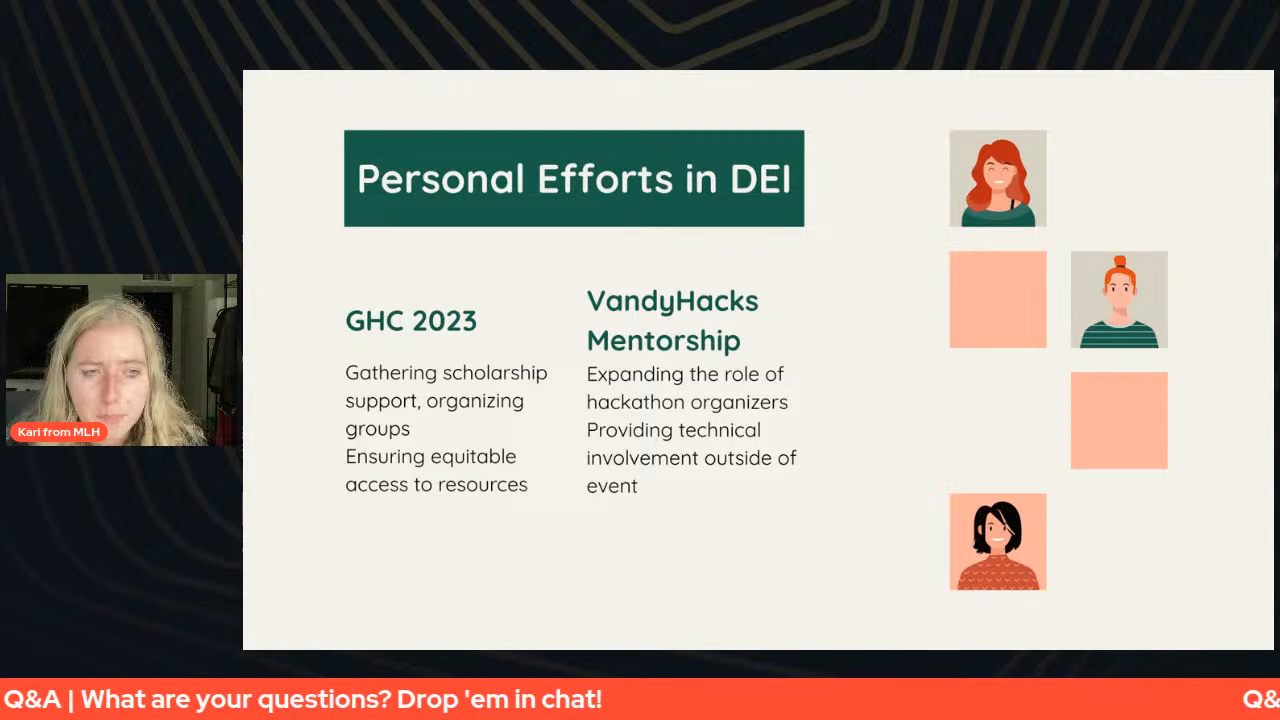 Personal Efforts in DEI
GHC 2023
Gathering scholarship
support, organizing
groups
Ensuring equitable
access to resources
VandyHacks
Mentorship
Expanding the role of
hackathon organizers
Providing technical
involvement outside of
event
Kari from MLH
Q&A | What are your questions? Drop 'em in chat!
Q&